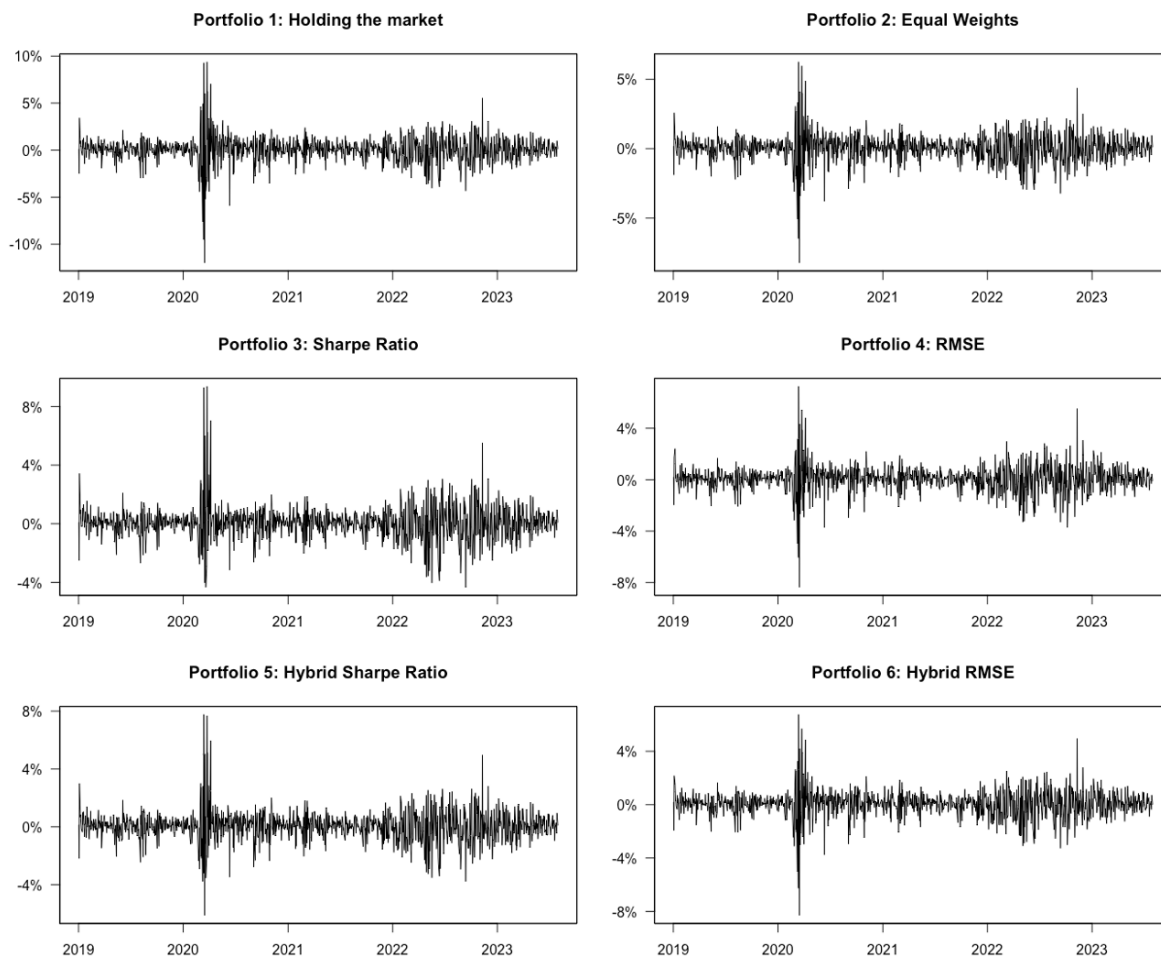 Portfolio 1: Holding the market
10%
5%
0%
-5%
-10%
2019 2020 2021 2022 2023
Portfolio 2: Equal Weights
5%
0%
-5%
2019 2020 2021 2022 2023
Portfolio 3: Sharpe Ratio
8%
4%
0%
-4%
2019 2020 2021 2022 2023
Portfolio 4: RMSE
4%
0%
-4%
-8%
2019 2020 2021 2022 2023
Portfolio 5: Hybrid Sharpe Ratio
8%
4%
0%
-4%
2019 2020 2021 2022 2023
Portfolio 6: Hybrid RMSE
4%
0%
-4%
-8%
2019 2020 2021 2022 2023